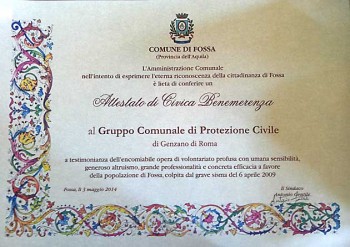 COMUNE DI FOSSA
(Provincia dell'Aquila)
L'Amministrazione Comunale
nell'intento di esprimere l'eterna riconoscenza della cittadinanza di Fossa
è lieta di conferire un
Attestato di Civica Benemerenza
al Gruppo Comunale di Protezione Civile
di Genzano di Roma
a testimonianza dell'encomiabile opera di volontariato profusa con umana sensibilità,
generoso altruismo, grande professionalità e concreta efficacia a favore
della popolazione di Fossa, colpita dal grave sisma del 6 aprile 2009
Fossa, li 3 maggio 2014
Il Sindaco